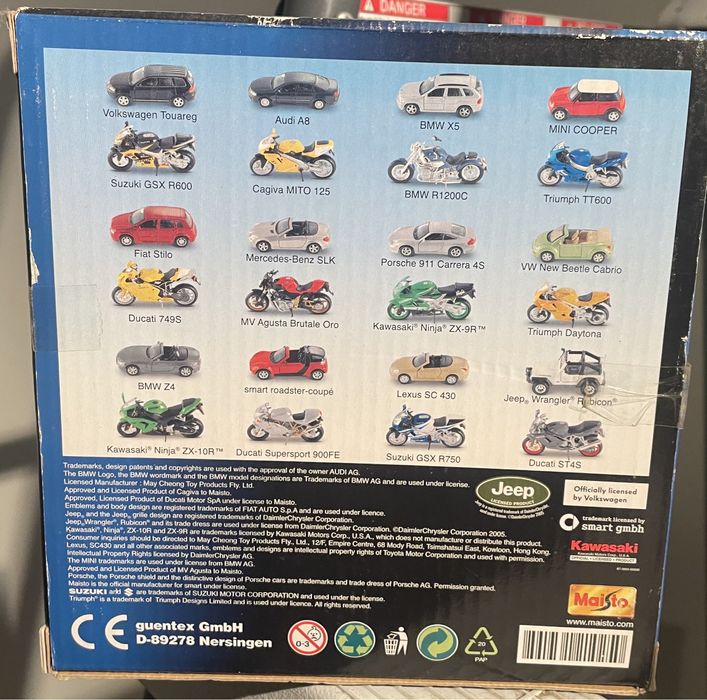 DANGER
Volkswagen Touareg
Audi A8
BMW X5
MINI COOPER
Suzuki GSX R600
Cagiva MITO 125
BMW R1200C
Triumph TT600
Fiat Stilo
Mercedes-Benz SLK
Porsche 911 Carrera 4S
VW New Beetle Cabrio
Ducati 749S
MV Agusta Brutale Oro
Kawasaki® Ninja® ZX-9R™
Triumph Daytona
BMW Z4
smart roadster-coupé
Lexus SC 430
Jeep® Wrangler® Rubicon®
Kawasaki® Ninja® ZX-10R™
Ducati Supersport 900FE
Suzuki GSX R750
Ducati ST4S
Trademarks, design patents and copyrights are used with the approval of the owner AUDI AG.
The BMW Logo, the BMW wordmark and the BMW model designations are Trademarks of BMW AG and are used under license.
Licensed Manufacturer : May Cheong Toy Products Fty. Ltd.
Approved and Licensed Product of Cagiva to Maisto.
Approved, Licensed Product of Ducati Motor SpA under license to Maisto.
Emblems and body design are registered trademarks of FIAT AUTO S.p.A and are used under license.
Jeep® and the Jeep® grille design are registered trademarks of DaimlerChrysler Corporation.
Jeep®,Wrangler®, Rubicon® and its trade dress are used under license from DaimlerChrysler Corporation. ©DaimlerChrysler Corporation 2005.
Kawasaki®, Ninja®, ZX-10R and ZX-9R are trademarks licensed by Kawasaki Motors Corp., U.S.A., which does not manufacture or distribute this product.
Consumer inquiries should be directed to May Cheong Toy Products Fty., Ltd., 12/F, Empire Centre, 68 Mody Road, Tsimshatsui East, Kowloon, Hong Kong.
Lexus, SC430 and all other associated marks, emblems and designs are intellectual property rights of Toyota Motor Corporation and used with permission.
Intellectual Property Rights licensed by DaimlerChrysler AG.
The MINI trademarks are used under license from BMW AG.
Approved and Licensed Product of MV Agusta to Maisto.
Porsche, the Porsche shield and the distinctive design of Porsche cars are trademarks and trade dress of Porsche AG. Permission granted.
Maisto is the official manufacturer for smart under license.
SUZUKI and S are trademarks of SUZUKI MOTOR CORPORATION and used under the license.
Triumph™ is a trademark of Triumph Designs Limited and is used under licence. All rights reserved.
Jeep
LICENSED PRODUCT
Officially licensed
by Volkswagen
trademark licensed by
smart gmbh
Kawasaki
Kawasaki Motors Corp., U.S.A.
OFFICIAL LICENSED PRODUCT
Maisto
www.maisto.com
CE
guentex GmbH
D-89278 Nersingen
0-3
20
PAP